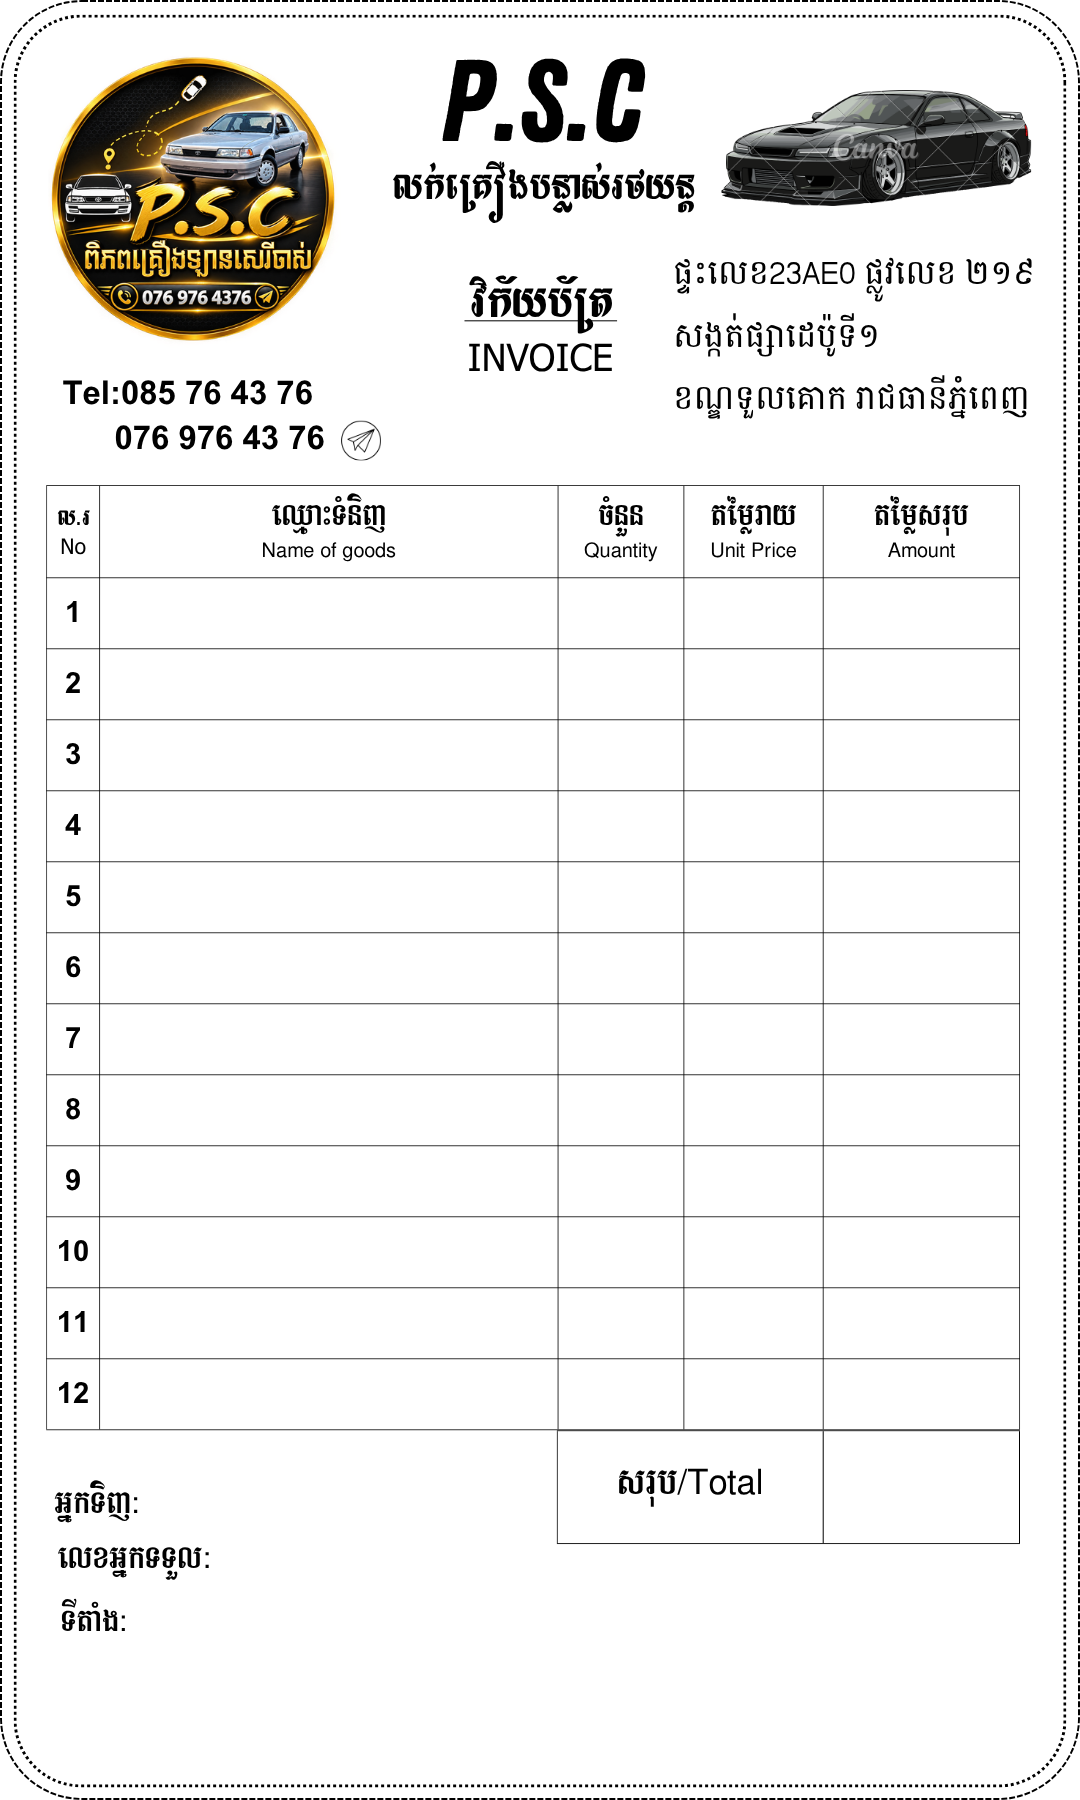 P.S.C
លក់គ្រឿងបន្លាស់រថយន្ត
P.S.C
ពិភពគ្រឿងឡានសេរីចាស់
076 976 4376
Canva
វិក័យប័ត្រ
INVOICE
ផ្ទះលេខ23AE0 ផ្លូវលេខ ២១៩
សង្កត់ផ្សាដេប៉ូទី១
ខណ្ឌទួលគោក រាជធានីភ្នំពេញ
Tel:085 76 43 76
076 976 43 76
ល.រ ឈ្មោះទំនិញ ចំនួន តម្លៃរាយ តម្លៃសរុប
No Name of goods Quantity Unit Price Amount
1
2
3
4
5
6
7
8
9
10
11
12
សរុប/Total
អ្នកទិញ:
លេខអ្នកទទួល:
ទីតាំង: